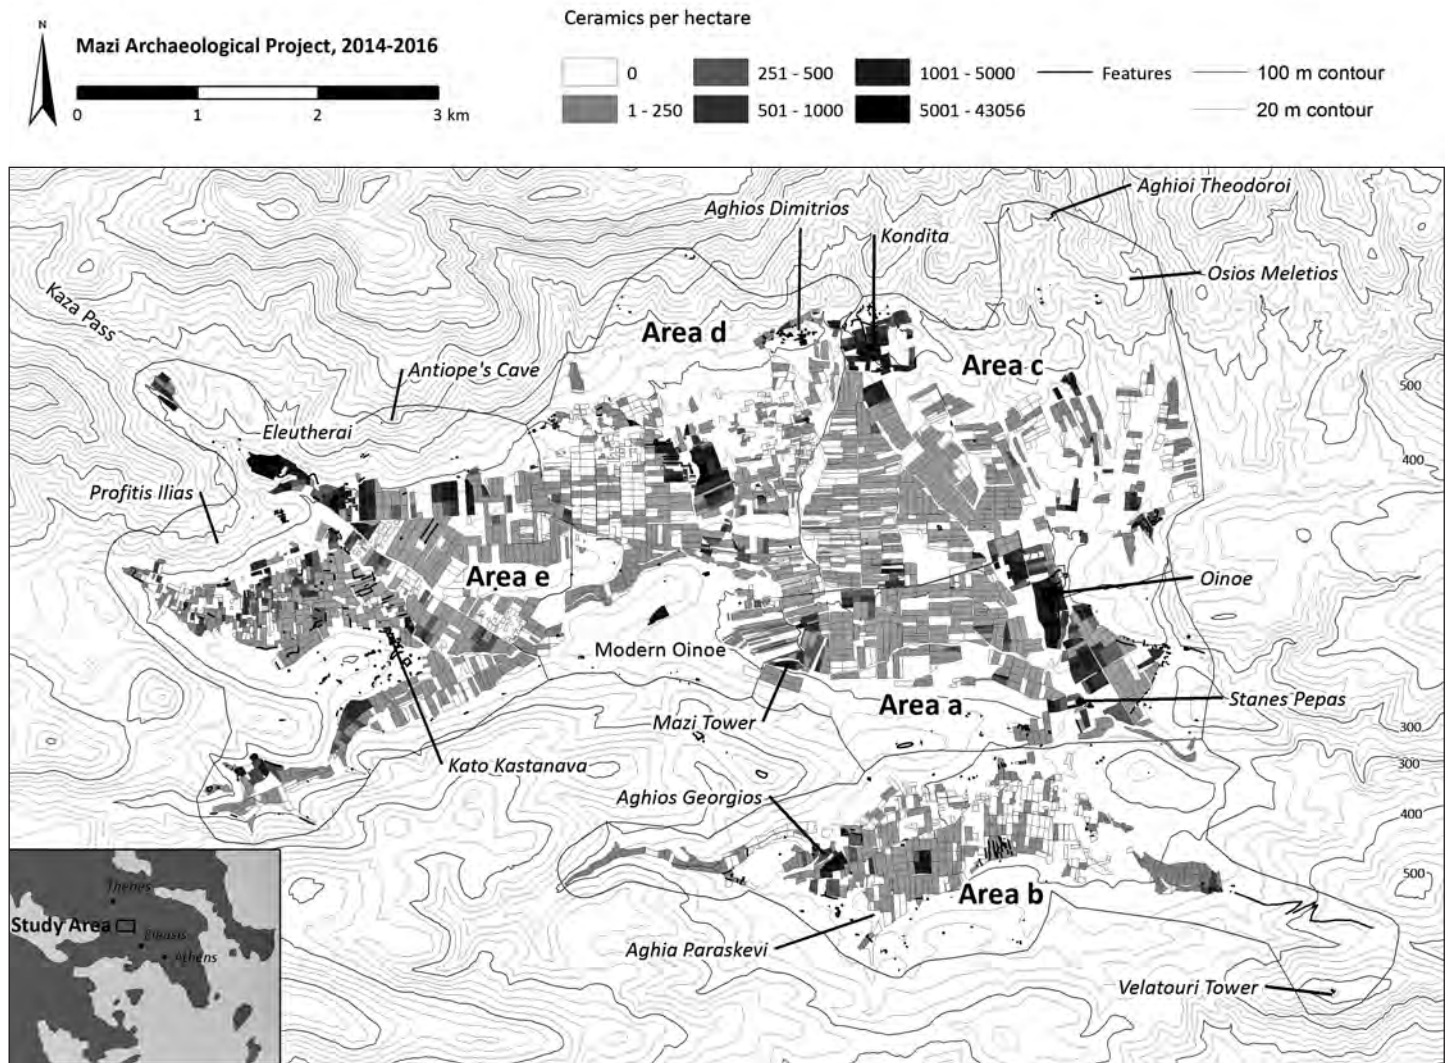 N
Mazi Archaeological Project, 2014-2016
0 1 2 3 km
Ceramics per hectare
0
1 - 250
251 - 500
501 - 1000
1001 - 5000
5001 - 43056
Features
100 m contour
20 m contour
Aghioi Theodoroi
Aghios Dimitrios
Kondita
Osios Meletios
Kaza Pass
Area d
Antiope's Cave
Area c
500
Eleutherai
400
Profitis Ilias
Area e
Oinoe
Modern Oinoe
Area a
Stanes Pepas
Mazi Tower
300
Kato Kastanava
300
Aghios Georgios
400
500
Area b
Aghia Paraskevi
Velatouri Tower
Thebes
Study Area
Eleusis
Athens